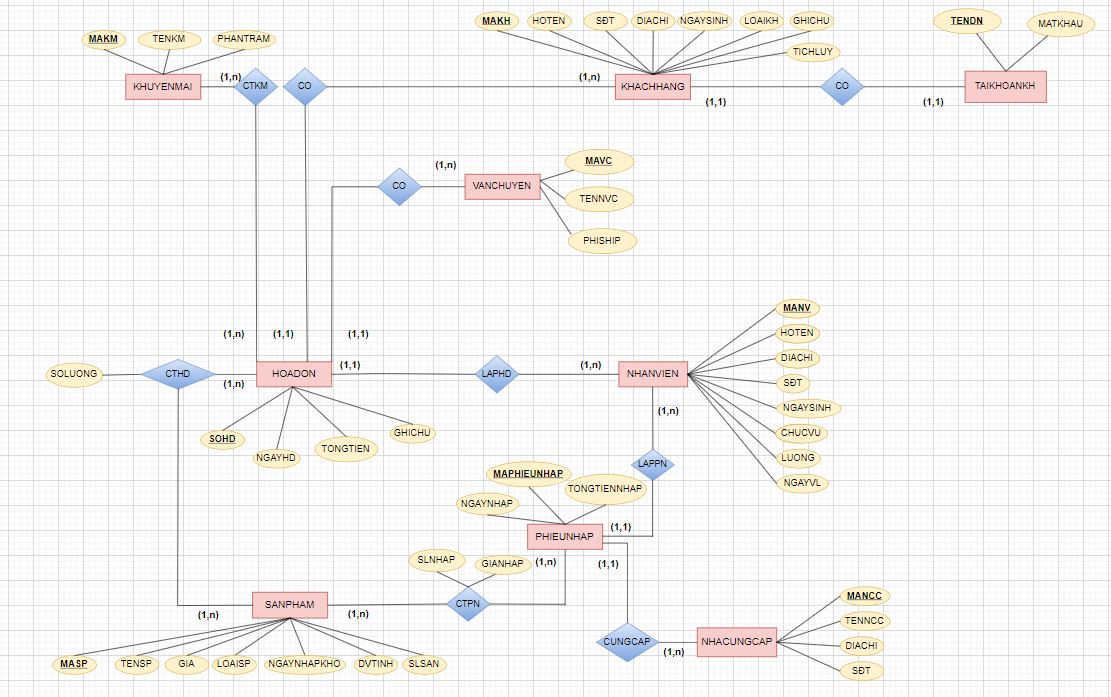 MAKH
HOTEN
SĐT
DIACHI
NGAYSINH
LOAIKH
GHICHU
TENDN
MATKHAU
MAKM
TENKM
PHANTRAM
TICHLUY
KHUYENMAI
(1,n)
CTKM
CO
(1,n)
KHACHHANG
(1,1)
CO
(1,1)
TAIKHOANKH
CO
(1,n)
VANCHUYEN
MAVC
TENNVC
PHISHIP
(1,n)
(1,1)
(1,1)
SOLUONG
CTHD
(1,n)
HOADON
(1,1)
LAPHD
(1,n)
NHANVIEN
MANV
HOTEN
DIACHI
SĐT
NGAYSINH
CHUCVU
LUONG
NGAYVL
SOHD
NGAYHD
TONGTIEN
GHICHU
(1,n)
LAPPN
MAPHIEUNHAP
TONGTIENNHAP
NGAYNHAP
PHIEUNHAP
(1,1)
(1,n)
(1,1)
SLNHAP
GIANHAP
CTPN
SANPHAM
(1,n)
(1,n)
MASP
TENSP
GIA
LOAISP
NGAYNHAPKHO
DVTINH
SLSAN
CUNGCAP
(1,n)
NHACUNGCAP
MANCC
TENNCC
DIACHI
SĐT